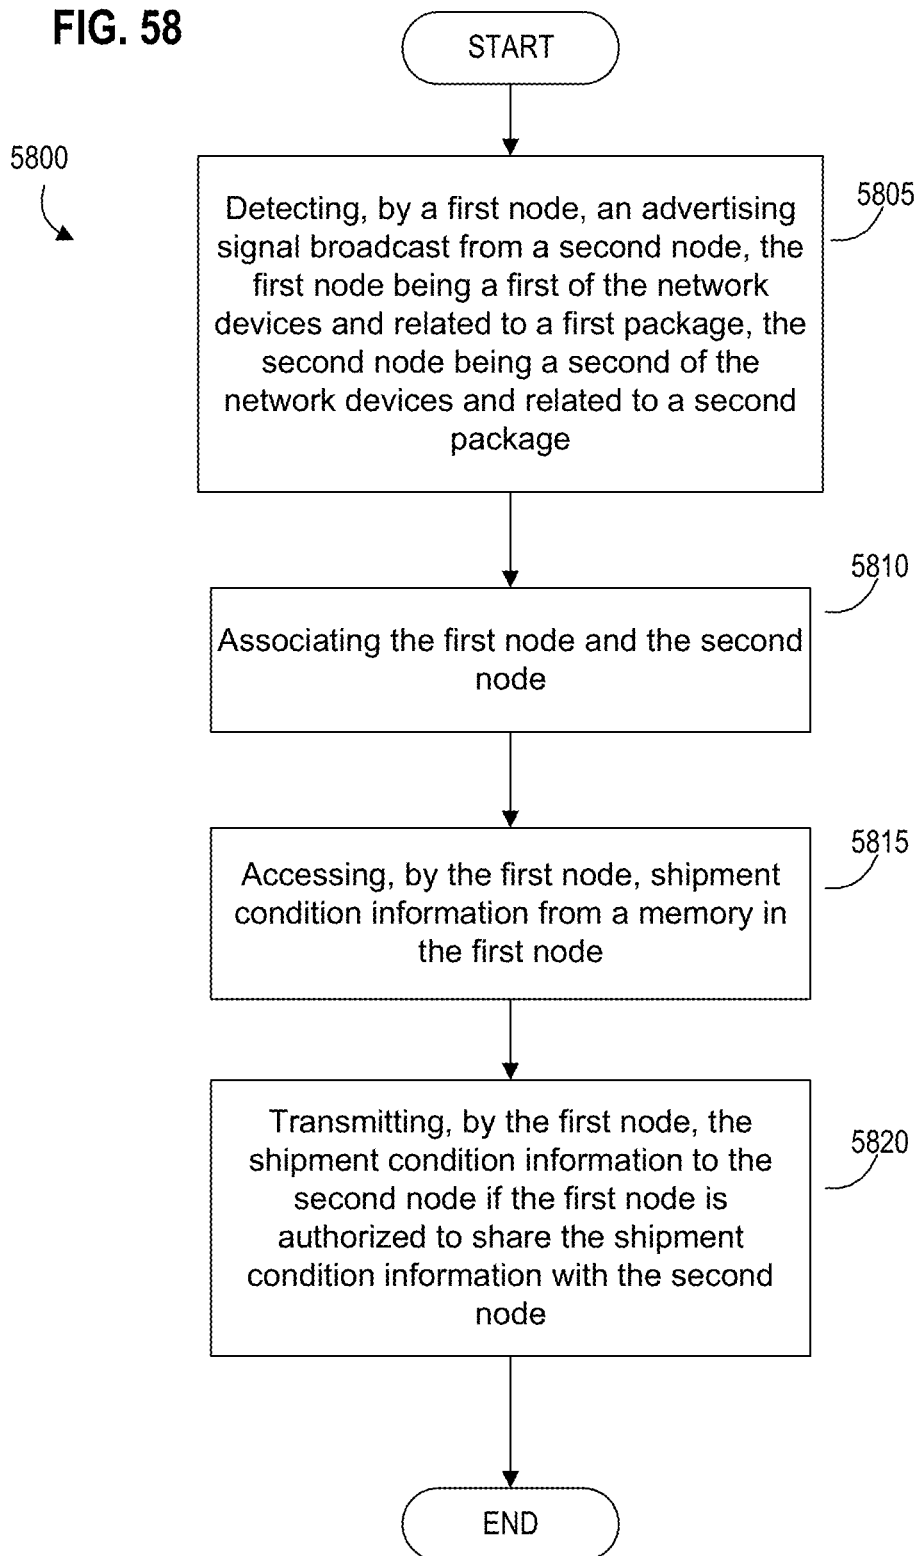 FIG. 58
START
5800
5805
Detecting, by a first node, an advertising
signal broadcast from a second node, the
first node being a first of the network
devices and related to a first package, the
second node being a second of the
network devices and related to a second
package
5810
Associating the first node and the second
node
5815
Accessing, by the first node, shipment
condition information from a memory in
the first node
5820
Transmitting, by the first node, the
shipment condition information to the
second node if the first node is
authorized to share the shipment
condition information with the second
node
END